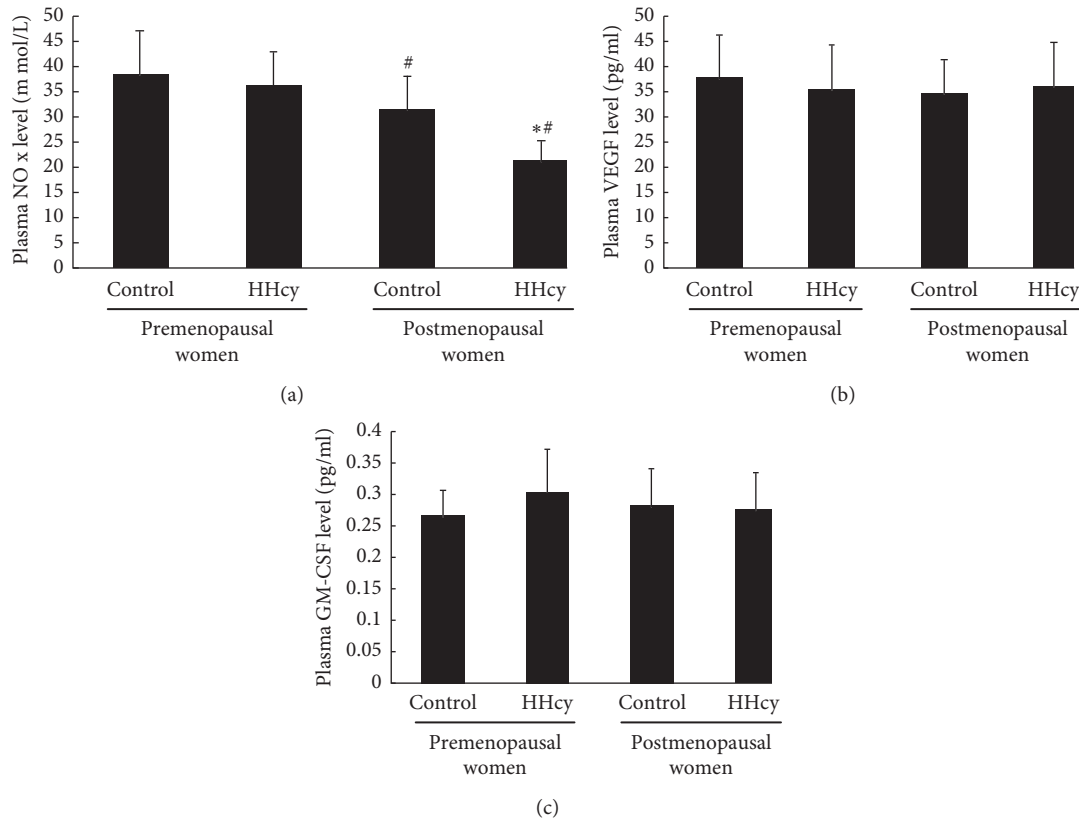 Plasma NO x level (m mol/L)
50
45
40
35
30
25
20
15
10
5
0
#
*#
Control HHcy Control HHcy
Premenopausal women
Postmenopausal women
(a)
Plasma VEGF level (pg/ml)
50
45
40
35
30
25
20
15
10
5
0
Control HHcy Control HHcy
Premenopausal women
Postmenopausal women
(b)
Plasma GM-CSF level (pg/ml)
0.4
0.35
0.3
0.25
0.2
0.15
0.1
0.05
0
Control HHcy Control HHcy
Premenopausal women
Postmenopausal women
(c)